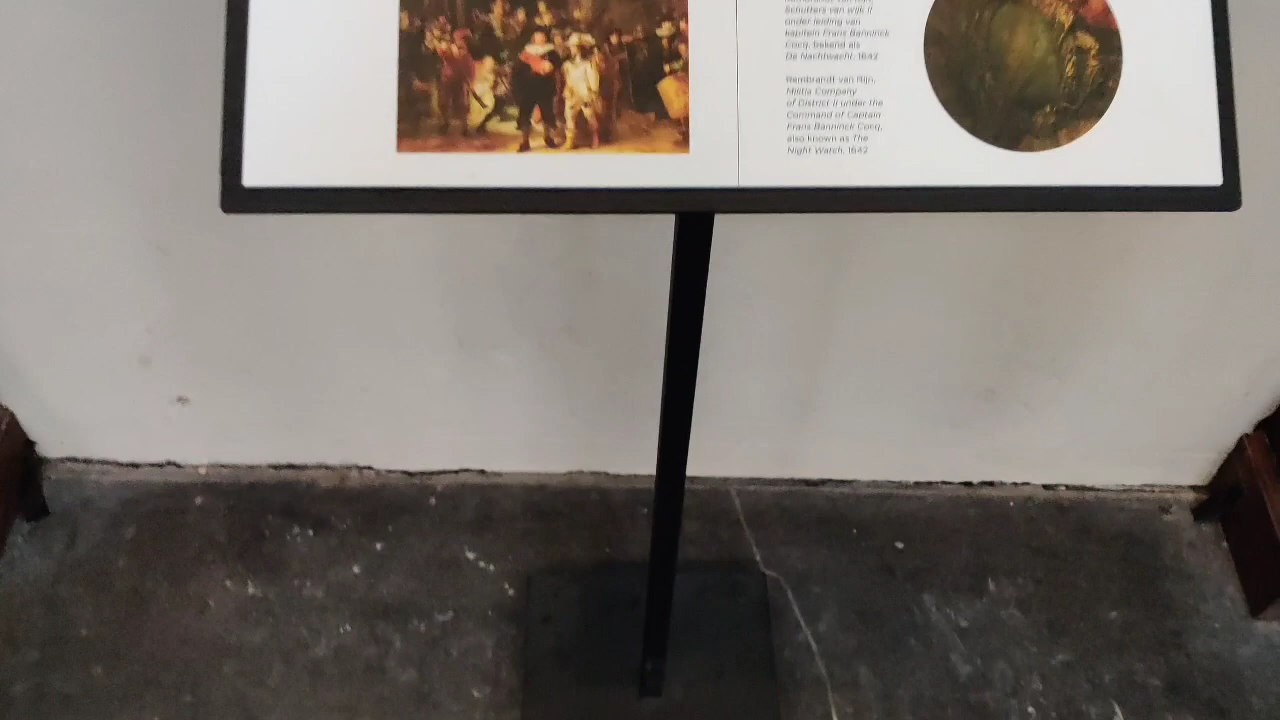 Schutters van wijk II
onder leiding van
kapitein Frans Banninck
Cocq, bekend als
De Nachtwacht, 1642
Rembrandt van Rijn,
Militia Company
of District II under the
Command of Captain
Frans Banninck Cocq,
also known as The
Night Watch, 1642